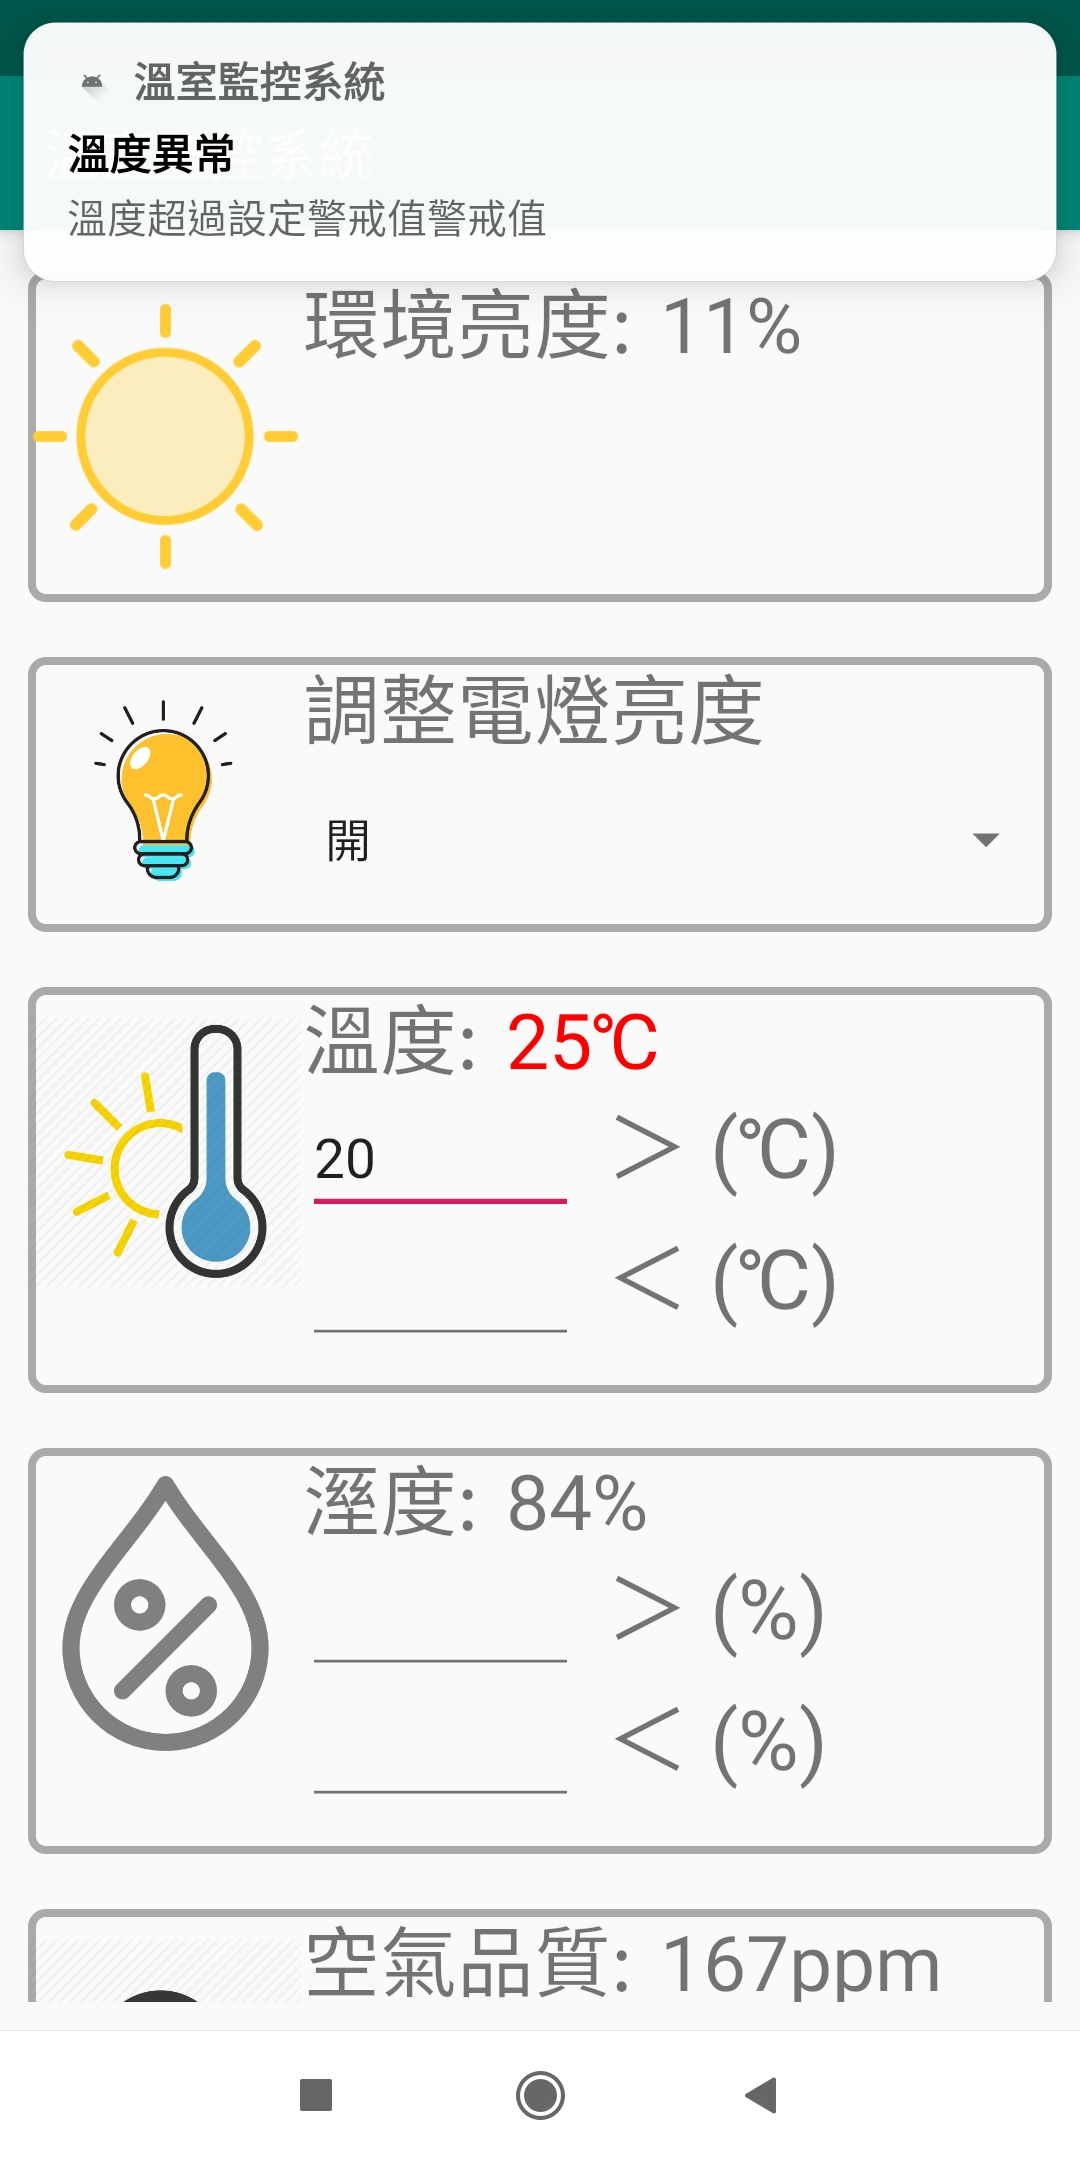 溫室監控系統
溫度異常
溫度超過設定警戒值警戒值
環境亮度: 11%
調整電燈亮度
開
溫度: 25℃
20 > (℃)
< (℃)
溼度: 84%
> (%)
< (%)
空氣品質: 167ppm